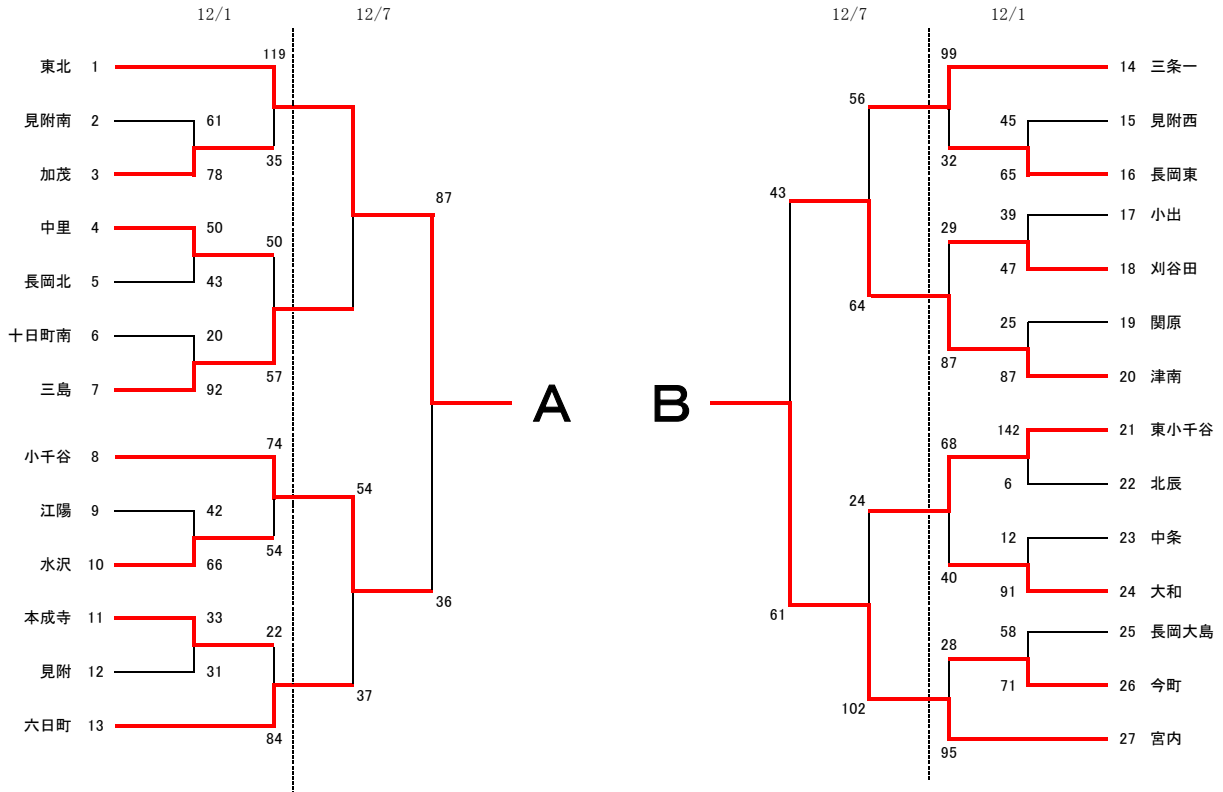 12/1 12/7 12/7 12/1
119 99
東北 1 14 三条一
56
見附南 2 61 45 15 見附西
35 32
加茂 3 78 65 16 長岡東
87 43
中里 4 50 50 29 39 17 小出
長岡北 5 43 47 18 刈谷田
64
十日町南 6 20 25 19 関原
57 87
三島 7 92 87 20 津南
A B
74 68 142 21 東小千谷
小千谷 8
54 24 6 22 北辰
江陽 9 42
54 12 23 中条
水沢 10 66 40 91 24 大和
36 61
本成寺 11 33 22 28 58 25 長岡大島
見附 12 31 71 26 今町
37 102
六日町 13 84 95 27 宮内